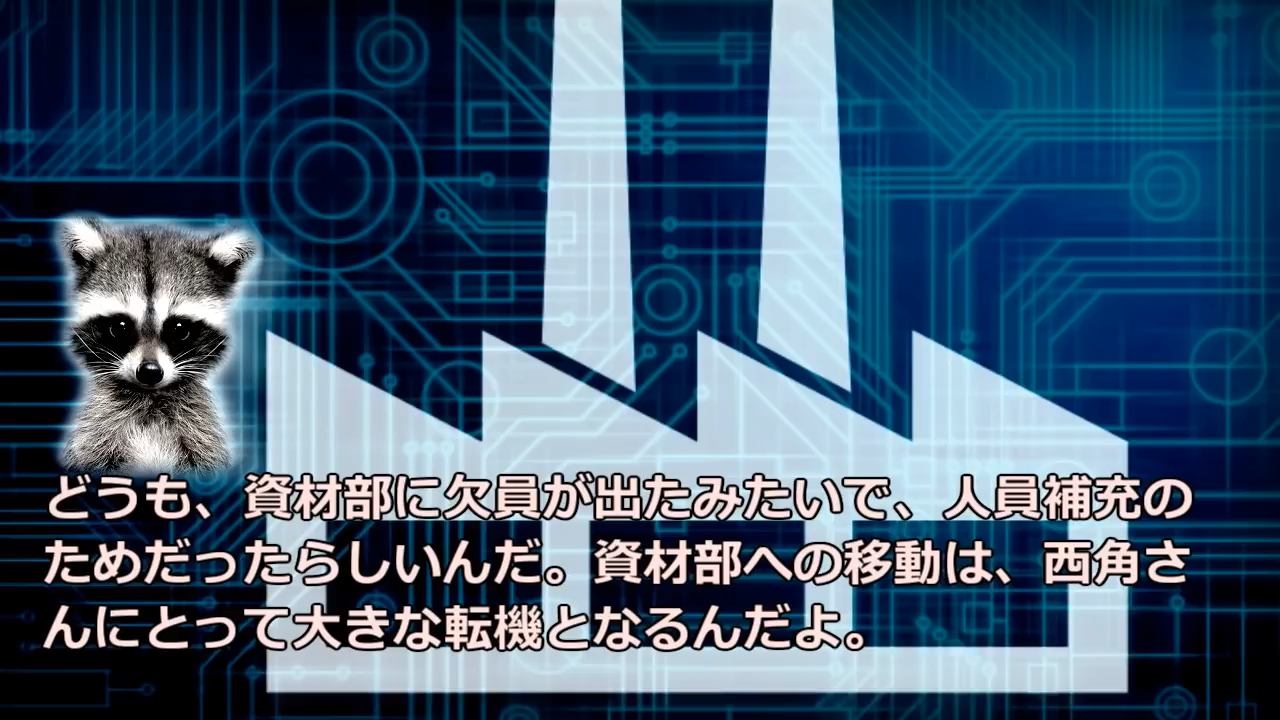 どうも、資材部に欠員が出たみたいで、人員補充の
ためだったらしいんだ。資材部への移動は、西角さ
んにとって大きな転機となるんだよ。